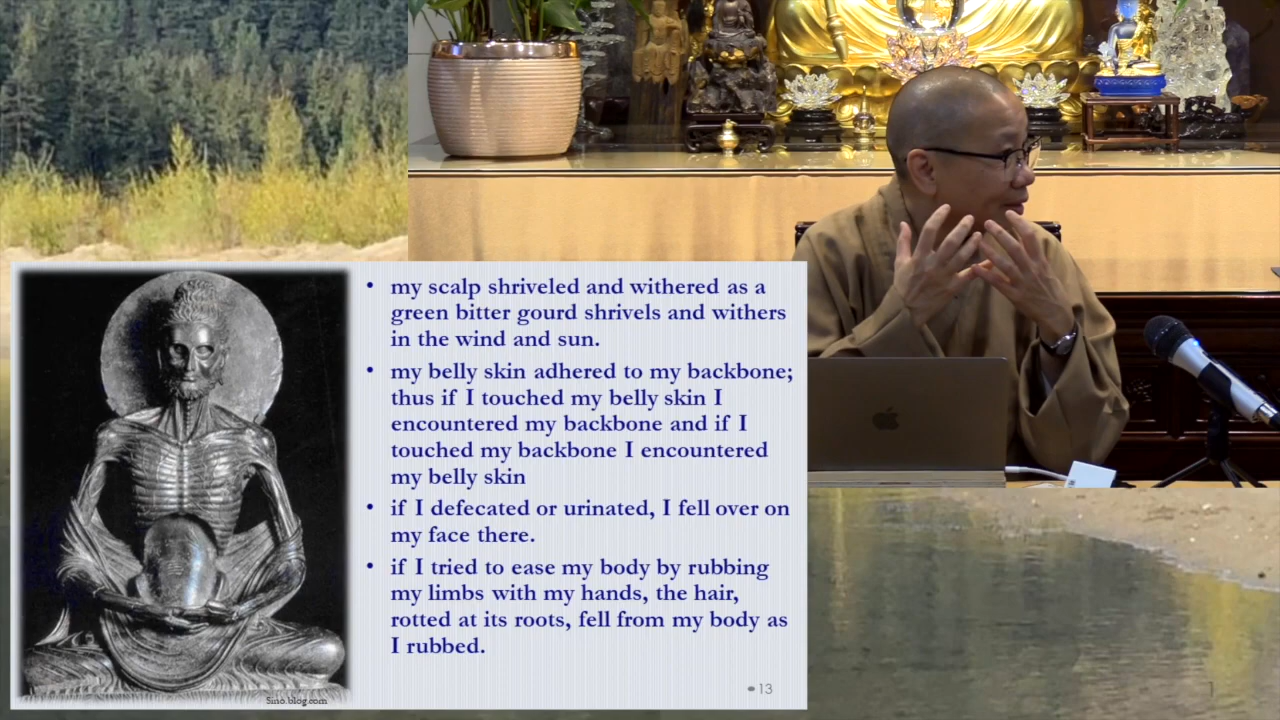 • my scalp shriveled and withered as a
green bitter gourd shrivels and withers
in the wind and sun.
• my belly skin adhered to my backbone;
thus if I touched my belly skin I
encountered my backbone and if I
touched my backbone I encountered
my belly skin
• if I defecated or urinated, I fell over on
my face there.
• if I tried to ease my body by rubbing
my limbs with my hands, the hair,
rotted at its roots, fell from my body as
I rubbed.
Sino.blog.com
13
1